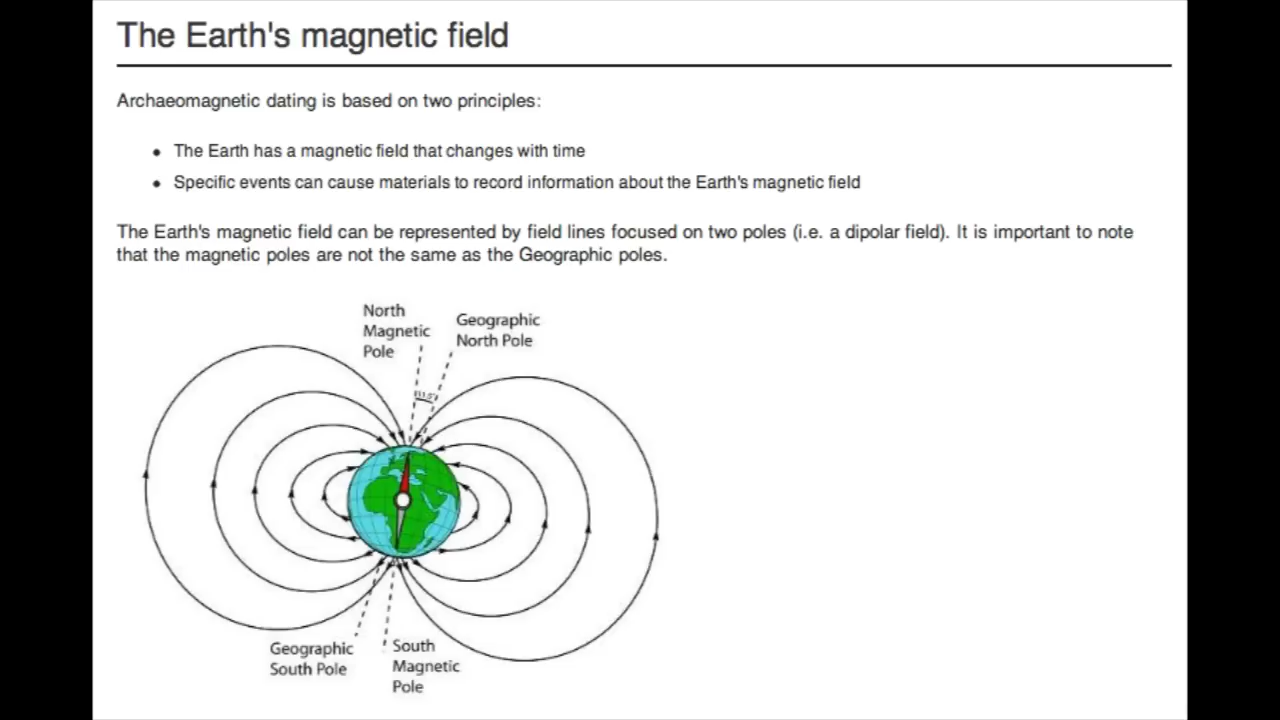 The Earth's magnetic field
Archaeomagnetic dating is based on two principles:
• The Earth has a magnetic field that changes with time
• Specific events can cause materials to record information about the Earth's magnetic field
The Earth's magnetic field can be represented by field lines focused on two poles (i.e. a dipolar field). It is important to note
that the magnetic poles are not the same as the Geographic poles.
North
Magnetic
Pole
Geographic
North Pole
Geographic
South Pole
South
Magnetic
Pole